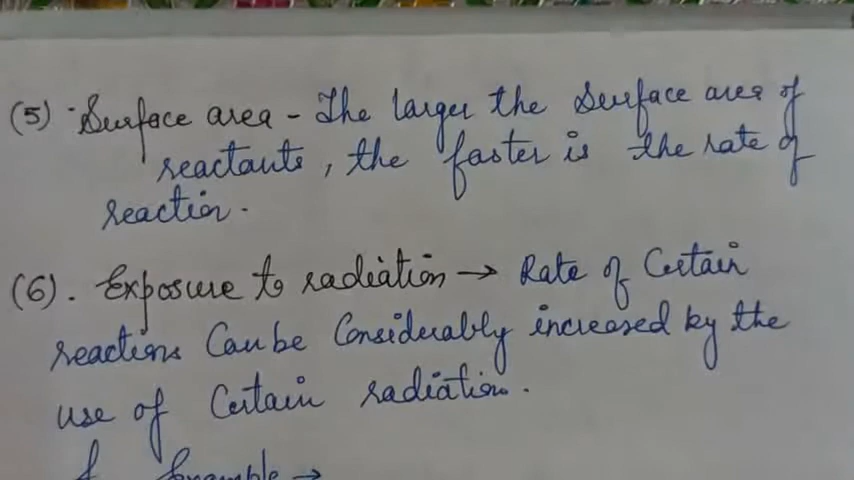 (5) Surface area - The larger the surface area of
reactants, the faster is the rate of
reaction.
(6). Exposure to radiation → Rate of Certain
reactions Can be Considerably increased by the
use of Certain radiation.
Example →